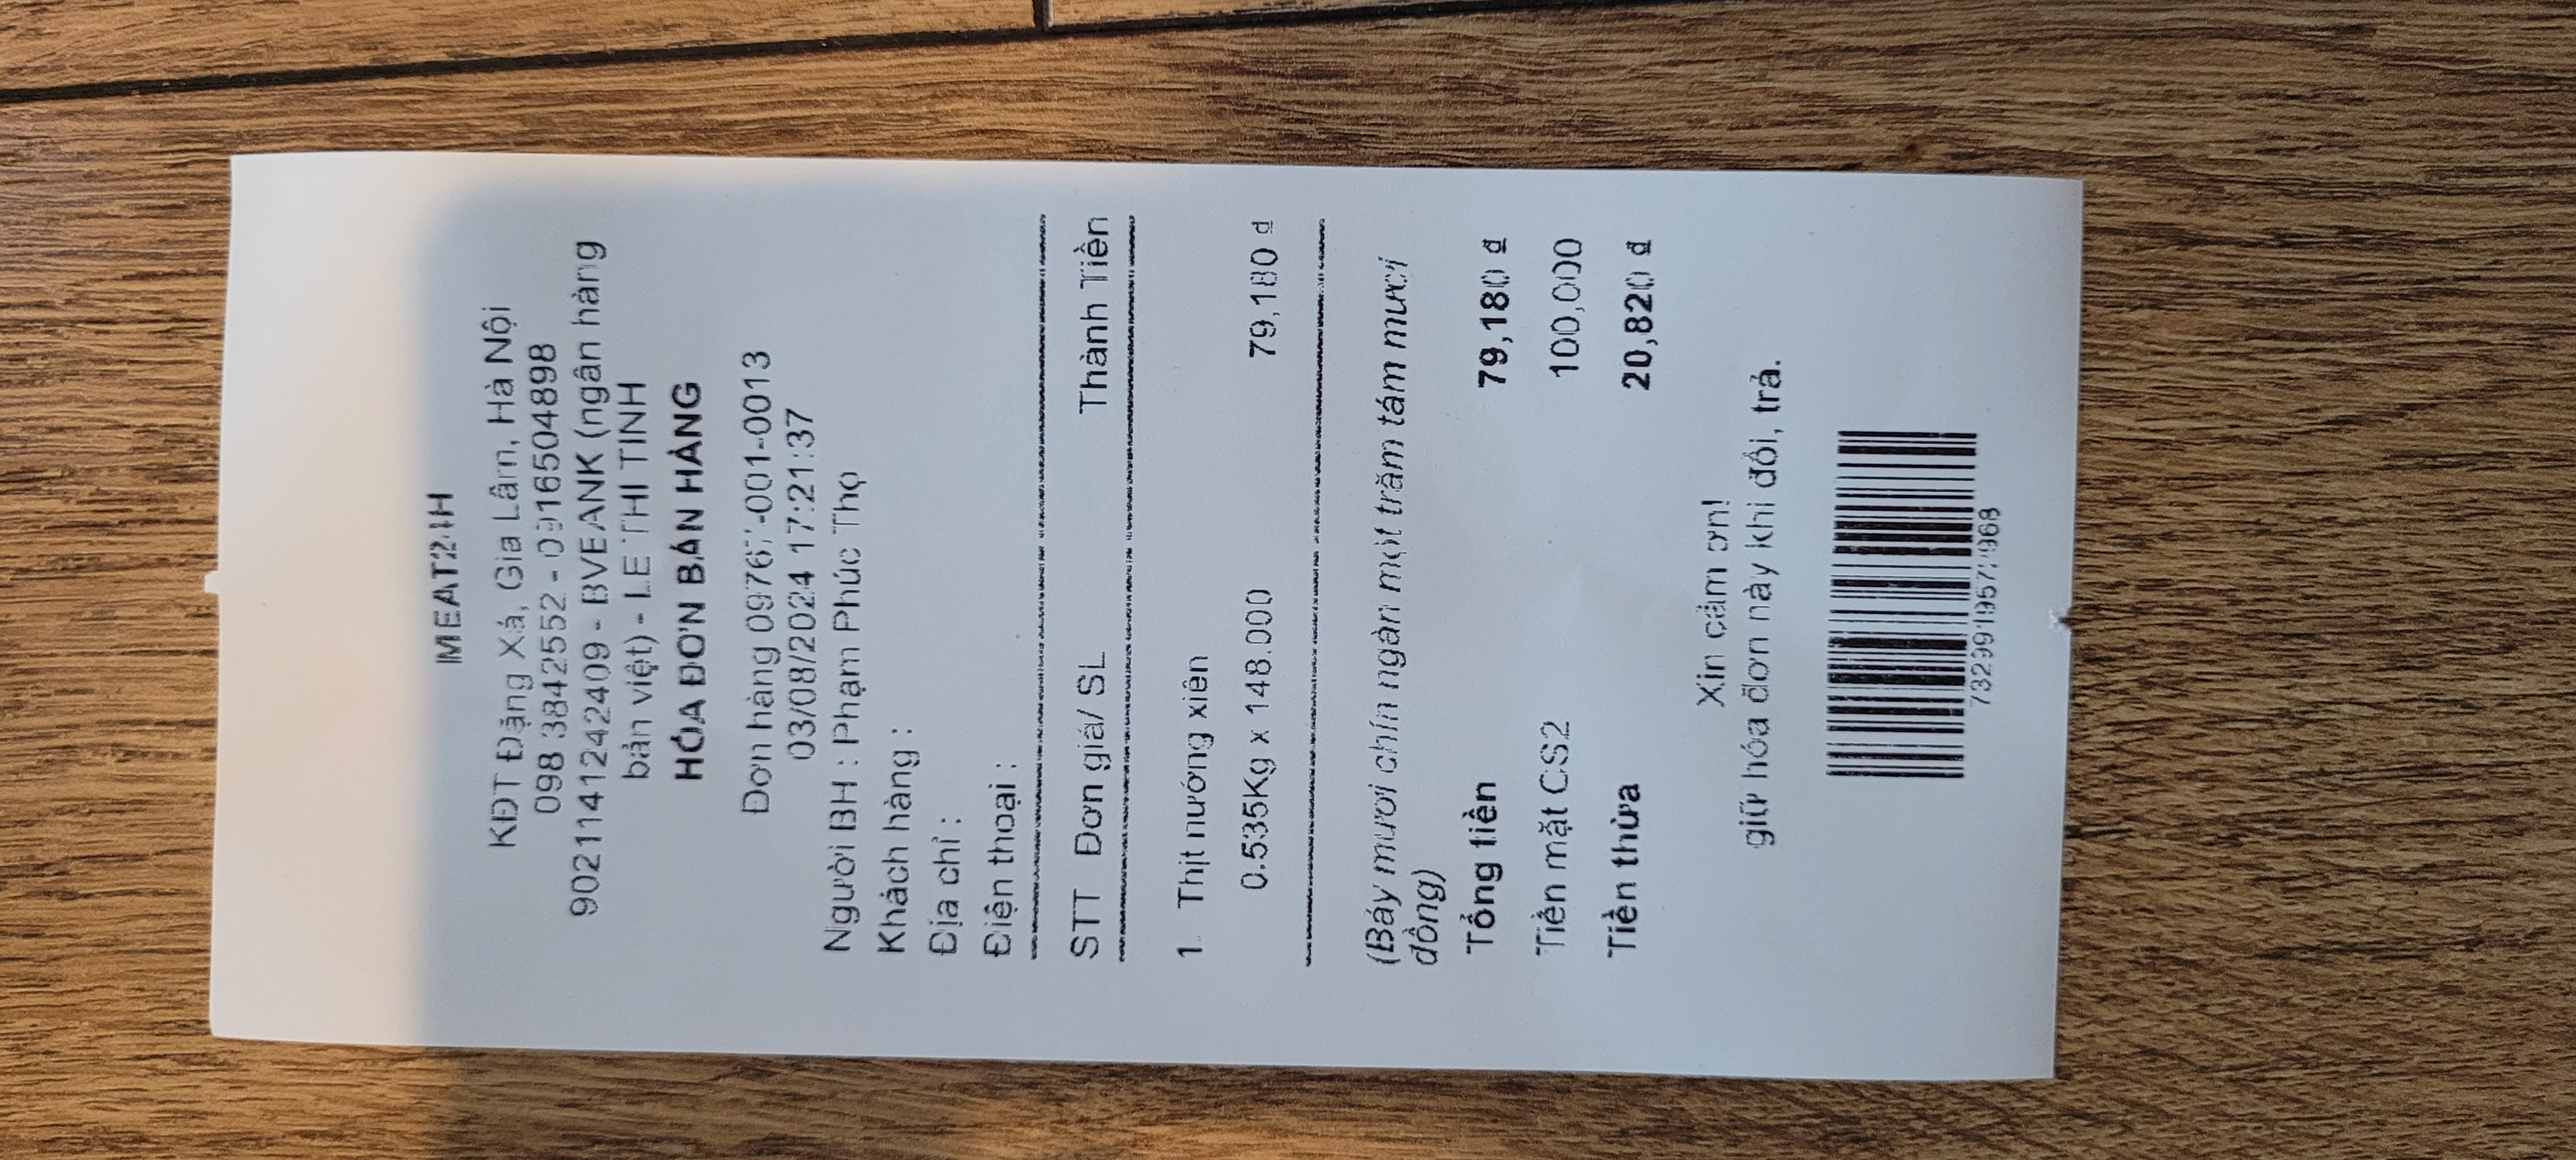 MEAT24H
KĐT Đặng Xá, Gia Lâm, Hà Nội
098 3842552 - 0916504898
9021141242409 - BVBANK (ngân hàng
bản việt) - LE THI TINH
HÓA ĐƠN BÁN HÀNG
Đơn hàng 09767-001-0013
03/08/2024 17:21:37
Người BH : Phạm Phúc Thọ
Khách hàng :
Địa chỉ :
Điện thoại :
STT Đơn giá/ SL Thành Tiền
1 Thịt nướng xiên
0.535Kg x 148.000 79,180 đ
(Bảy mươi chín ngàn một trăm tám mươi
đồng)
Tổng tiền 79,180 đ
Tiền mặt CS2 100,000
Tiền thừa 20,820 đ
Xin cảm ơn!
giữ hóa đơn này khi đổi, trả.